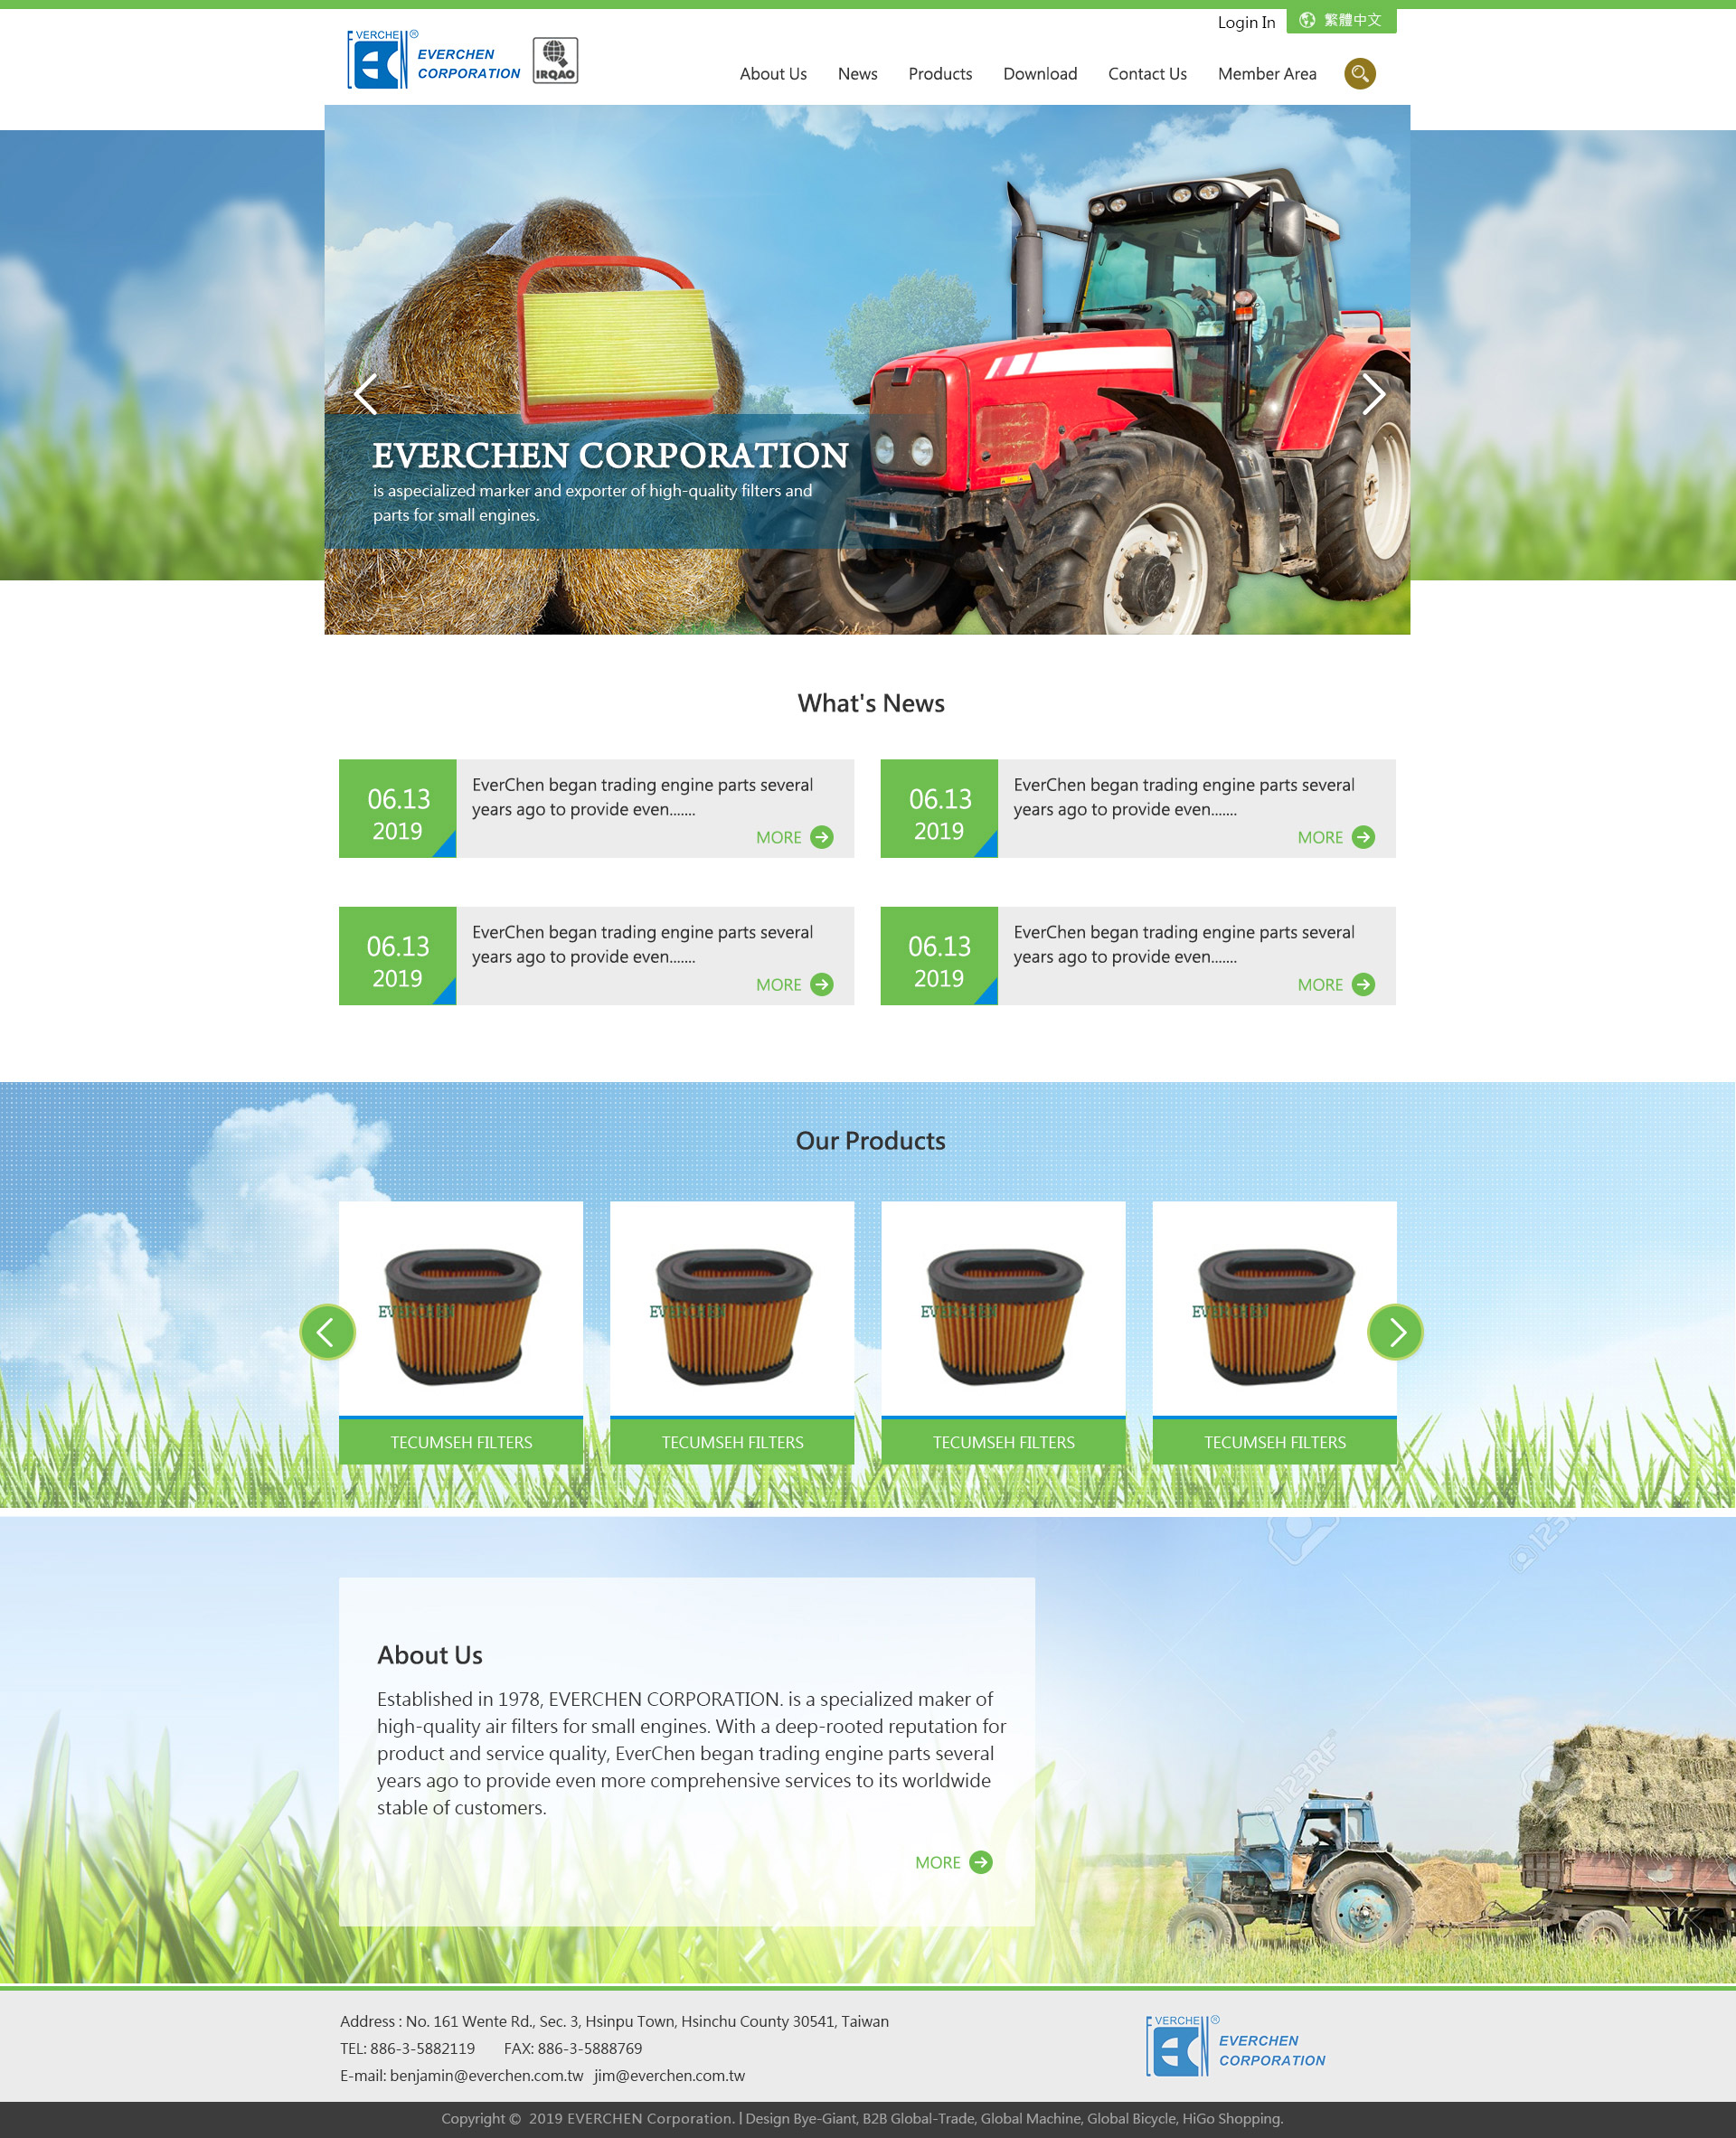 Login In
繁體中文
EVERCHEN®
EVERCHEN
CORPORATION
IRQAO
About Us
News
Products
Download
Contact Us
Member Area
EVERCHEN CORPORATION
is aspecialized marker and exporter of high-quality filters and
parts for small engines.
What's News
06.13
2019
EverChen began trading engine parts several
years ago to provide even.......
MORE
06.13
2019
EverChen began trading engine parts several
years ago to provide even.......
MORE
06.13
2019
EverChen began trading engine parts several
years ago to provide even.......
MORE
06.13
2019
EverChen began trading engine parts several
years ago to provide even.......
MORE
Our Products
EVERCHEN
EVERCHEN
EVERCHEN
EVERCHEN
TECUMSEH FILTERS
TECUMSEH FILTERS
TECUMSEH FILTERS
TECUMSEH FILTERS
123RF
About Us
Established in 1978, EVERCHEN CORPORATION. is a specialized maker of
high-quality air filters for small engines. With a deep-rooted reputation for
product and service quality, EverChen began trading engine parts several
years ago to provide even more comprehensive services to its worldwide
stable of customers.
MORE
123RF
Address : No. 161 Wente Rd., Sec. 3, Hsinpu Town, Hsinchu County 30541, Taiwan
TEL: 886-3-5882119 FAX: 886-3-5888769
E-mail: benjamin@everchen.com.tw jim@everchen.com.tw
EVERCHEN®
EVERCHEN
CORPORATION
Copyright © 2019 EVERCHEN Corporation. | Design Bye-Giant, B2B Global-Trade, Global Machine, Global Bicycle, HiGo Shopping.